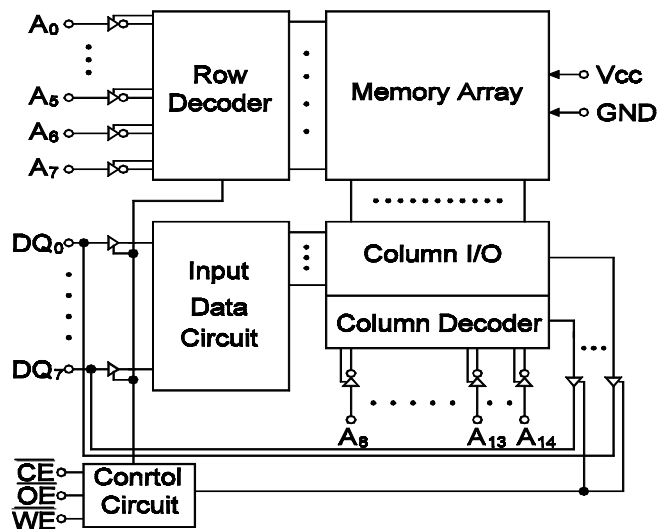 A0
A5
A6
A7
Row
Decoder
Memory Array
Vcc
GND
DQ0
DQ7
Input
Data
Circuit
Column I/O
Column Decoder
A8
A13
A14
CE
OE
WE
Conrtol
Circuit